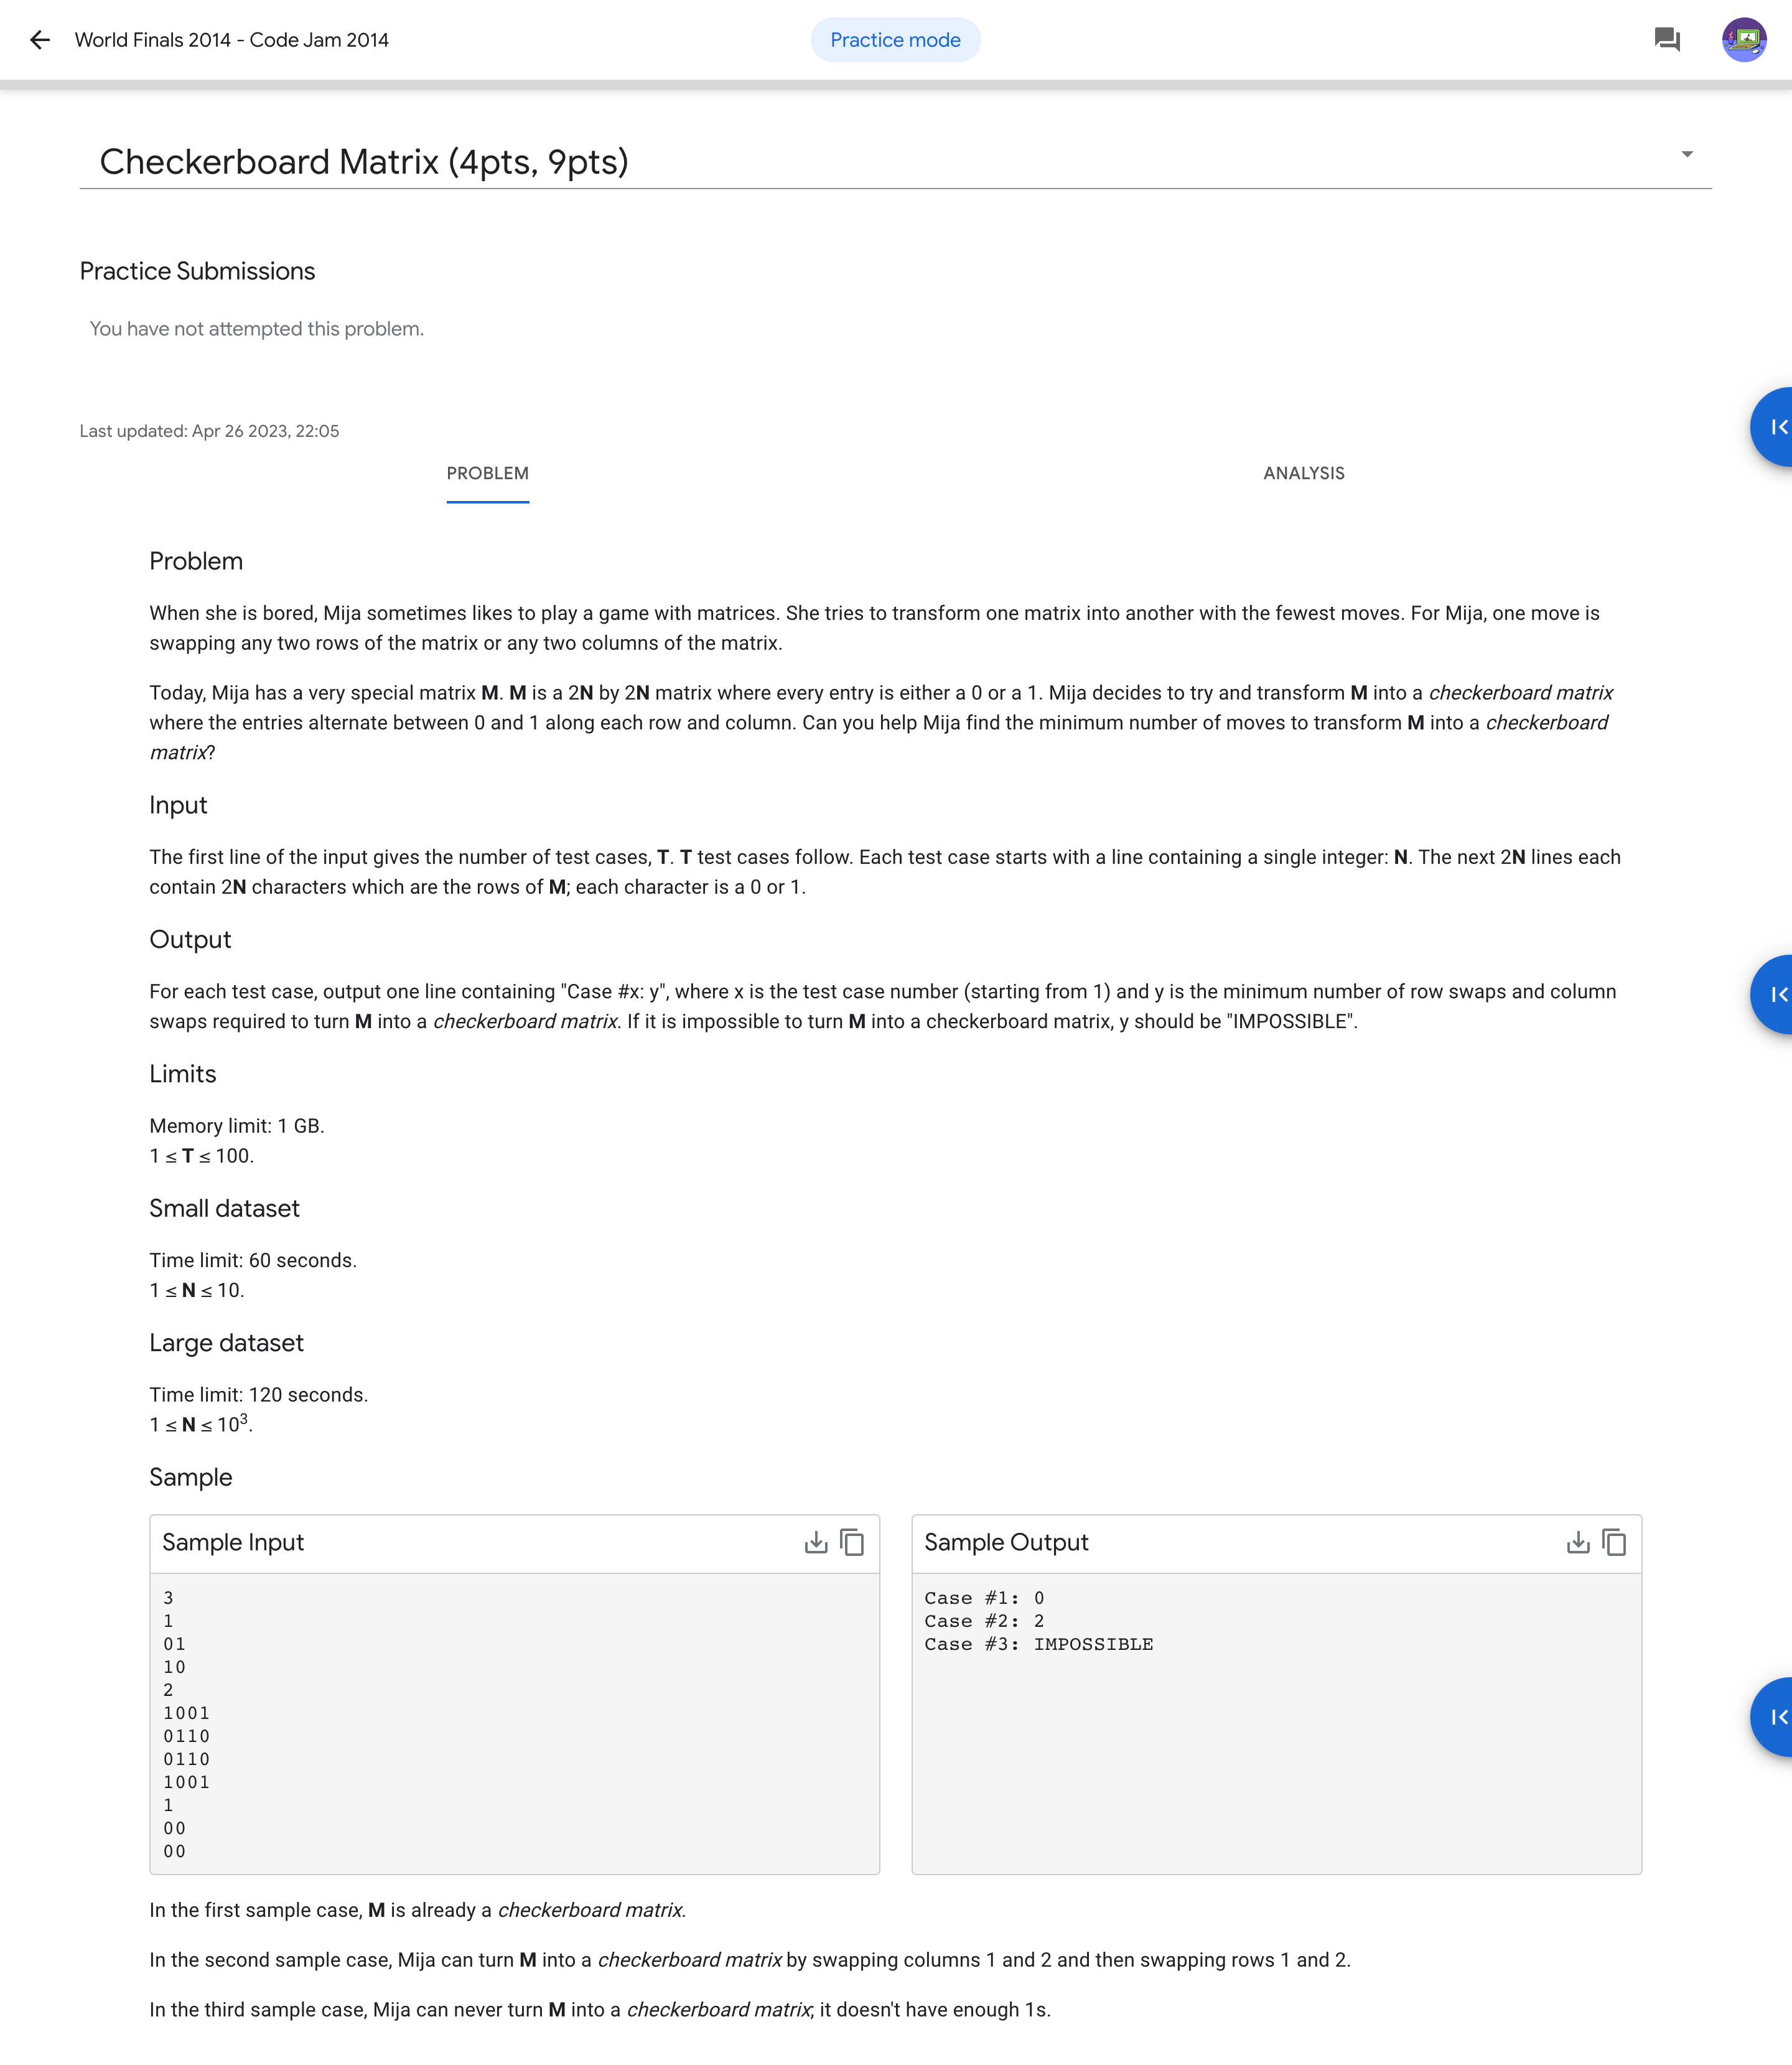 World Finals 2014 - Code Jam 2014
Practice mode
Checkerboard Matrix (4pts, 9pts)
Practice Submissions
You have not attempted this problem.
Last updated: Apr 26 2023, 22:05
PROBLEM
ANALYSIS
Problem
When she is bored, Mija sometimes likes to play a game with matrices. She tries to transform one matrix into another with the fewest moves. For Mija, one move is
swapping any two rows of the matrix or any two columns of the matrix.
Today, Mija has a very special matrix M. M is a 2N by 2N matrix where every entry is either a 0 or a 1. Mija decides to try and transform M into a checkerboard matrix
where the entries alternate between 0 and 1 along each row and column. Can you help Mija find the minimum number of moves to transform M into a checkerboard
matrix?
Input
The first line of the input gives the number of test cases, T. T test cases follow. Each test case starts with a line containing a single integer: N. The next 2N lines each
contain 2N characters which are the rows of M; each character is a 0 or 1.
Output
For each test case, output one line containing "Case #x: y", where x is the test case number (starting from 1) and y is the minimum number of row swaps and column
swaps required to turn M into a checkerboard matrix. If it is impossible to turn M into a checkerboard matrix, y should be "IMPOSSIBLE".
Limits
Memory limit: 1 GB.
1 ≤ T ≤ 100.
Small dataset
Time limit: 60 seconds.
1 ≤ N ≤ 10.
Large dataset
Time limit: 120 seconds.
1 ≤ N ≤ 10³.
Sample
Sample Input
3
1
01
10
2
1001
0110
0110
1001
1
00
00
Sample Output
Case #1: 0
Case #2: 2
Case #3: IMPOSSIBLE
In the first sample case, M is already a checkerboard matrix.
In the second sample case, Mija can turn M into a checkerboard matrix by swapping columns 1 and 2 and then swapping rows 1 and 2.
In the third sample case, Mija can never turn M into a checkerboard matrix; it doesn't have enough 1s.